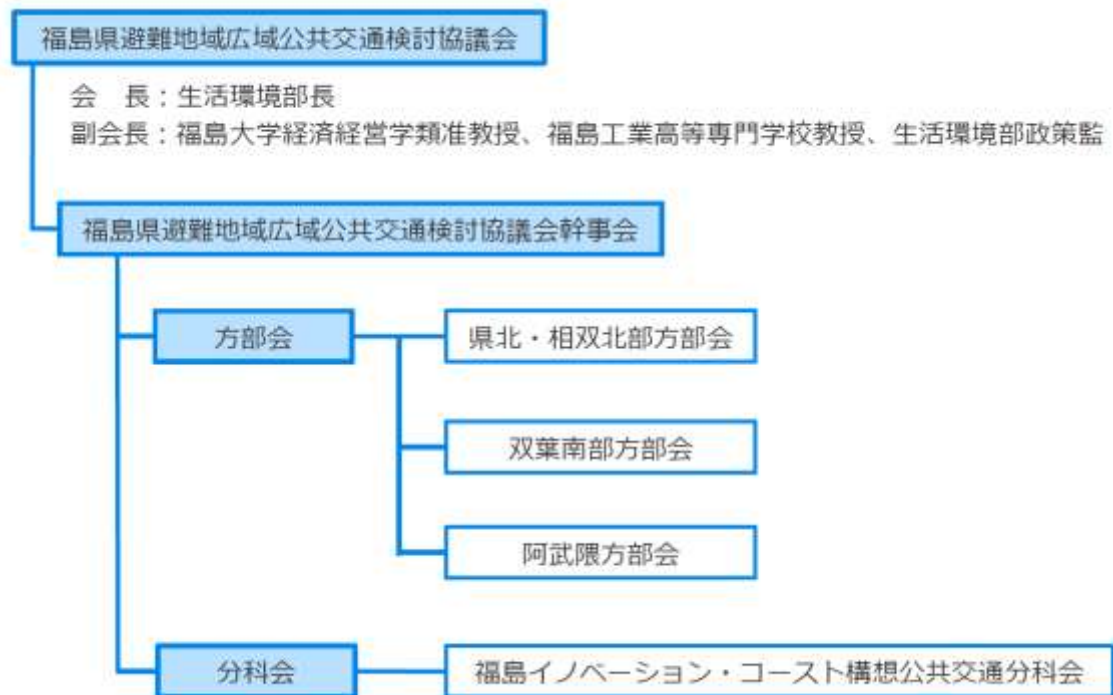 福島県避難地域広域公共交通検討協議会
会　長：生活環境部長
副会長：福島大学経済経営学類准教授、福島工業高等専門学校教授、生活環境部政策監
福島県避難地域広域公共交通検討協議会幹事会
方部会
県北・相双北部方部会
双葉南部方部会
阿武隈方部会
分科会
福島イノベーション・コースト構想公共交通分科会